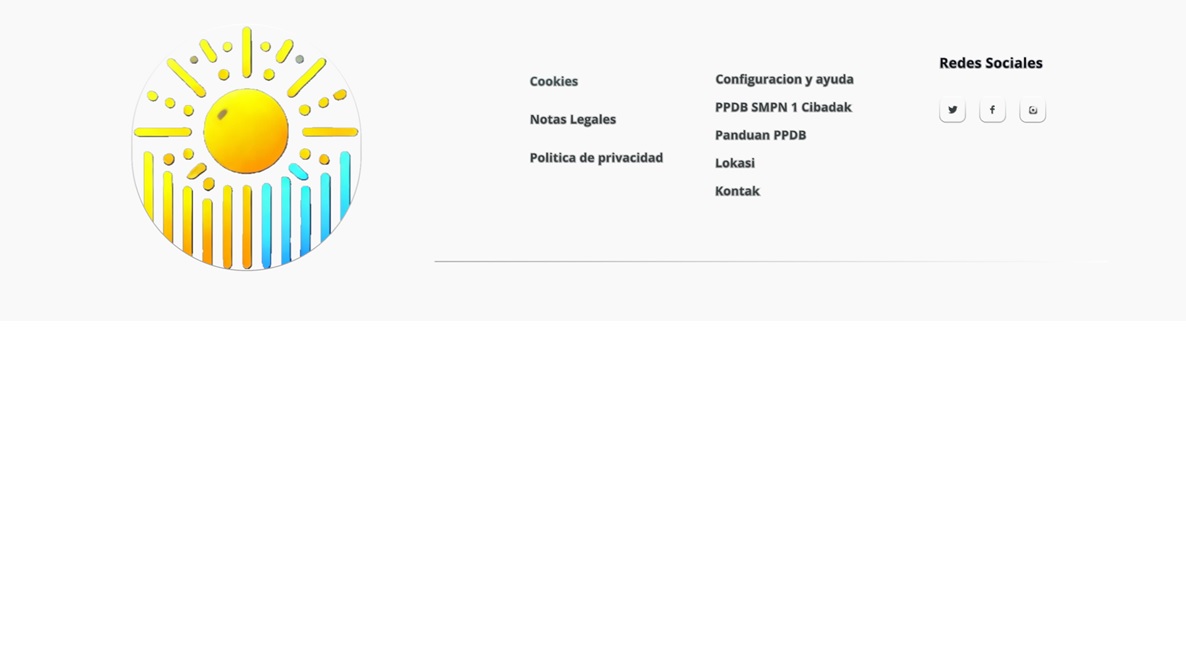 Cookies
Notas Legales
Politica de privacidad
Configuracion y ayuda
PPDB SMPN 1 Cibadak
Panduan PPDB
Lokasi
Kontak
Redes Sociales